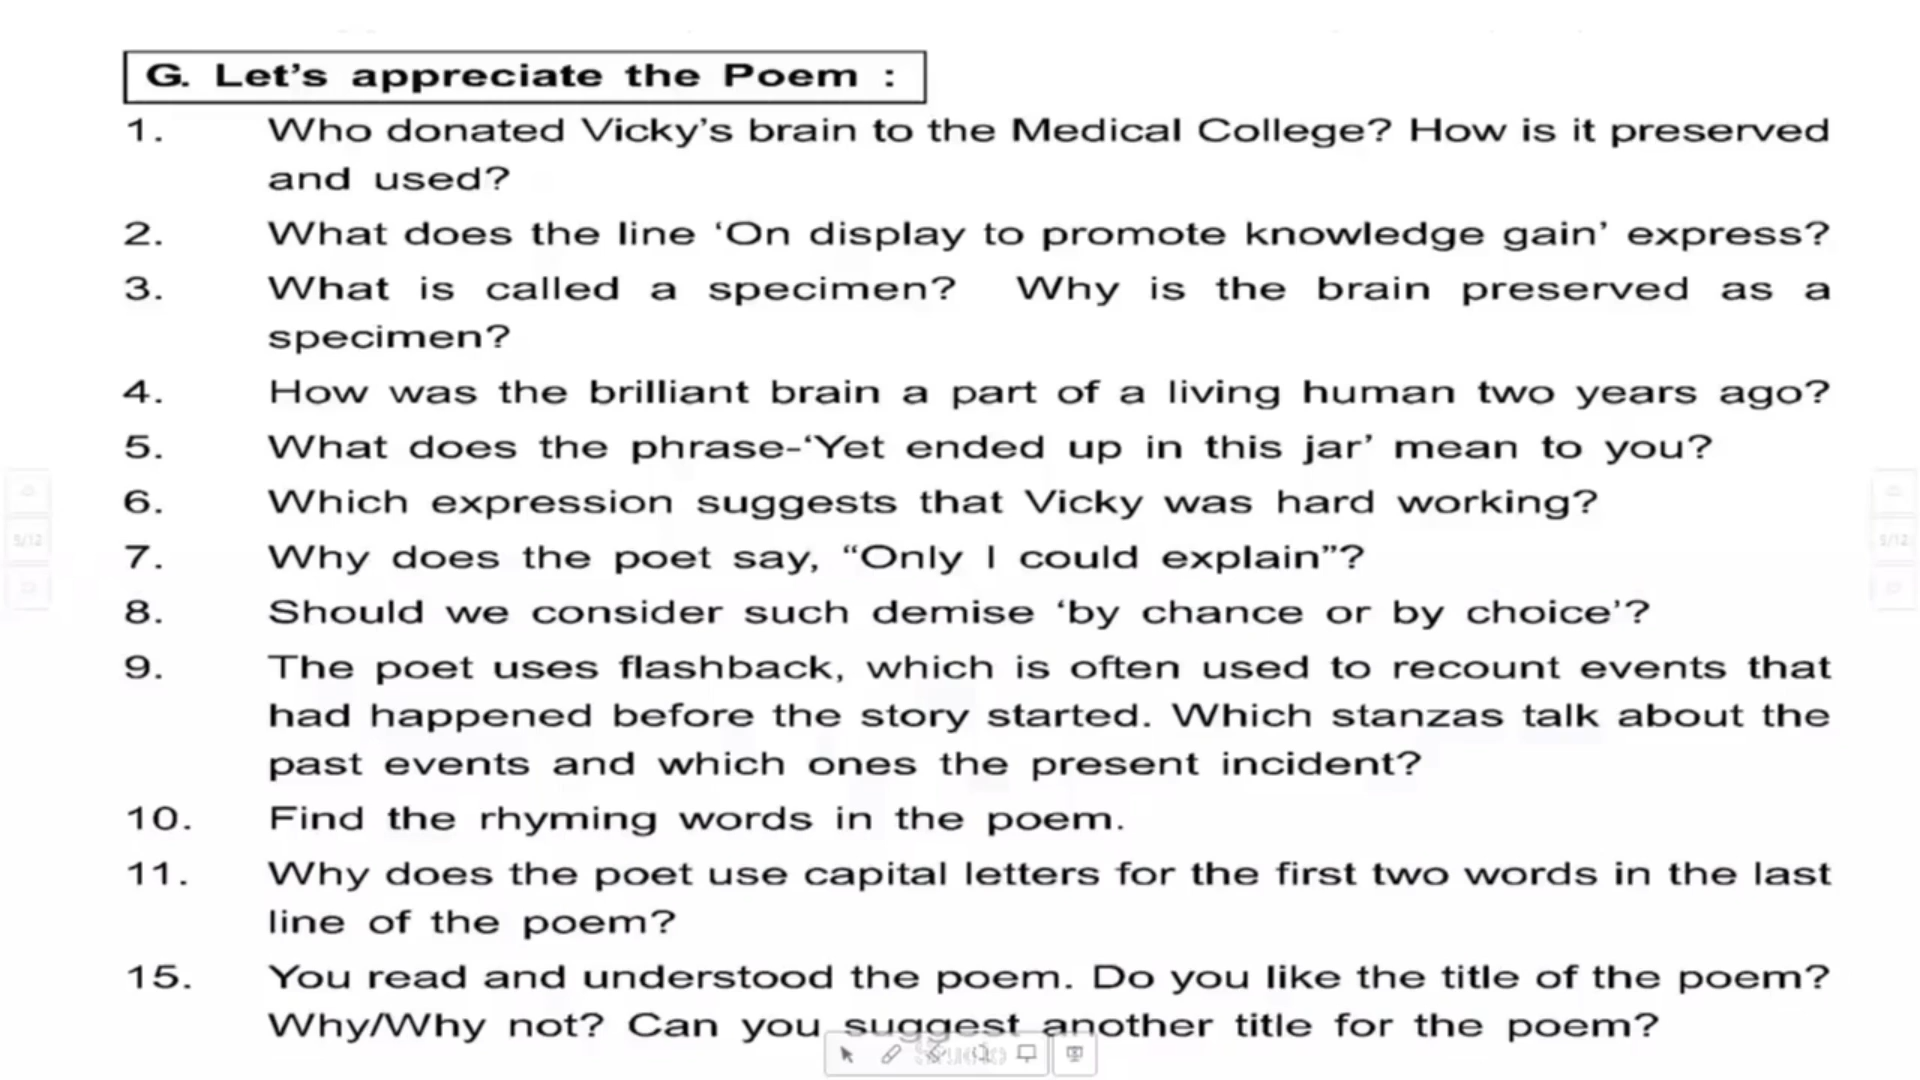 G. Let's appreciate the Poem :
1. Who donated Vicky's brain to the Medical College? How is it preserved
and used?
2. What does the line 'On display to promote knowledge gain' express?
3. What is called a specimen? Why is the brain preserved as a
specimen?
4. How was the brilliant brain a part of a living human two years ago?
5. What does the phrase-'Yet ended up in this jar' mean to you?
6. Which expression suggests that Vicky was hard working?
5/12
5/12
7. Why does the poet say, “Only I could explain”?
8. Should we consider such demise 'by chance or by choice'?
9. The poet uses flashback, which is often used to recount events that
had happened before the story started. Which stanzas talk about the
past events and which ones the present incident?
10. Find the rhyming words in the poem.
11. Why does the poet use capital letters for the first two words in the last
line of the poem?
15. You read and understood the poem. Do you like the title of the poem?
Why/Why not? Can you suggest another title for the poem?